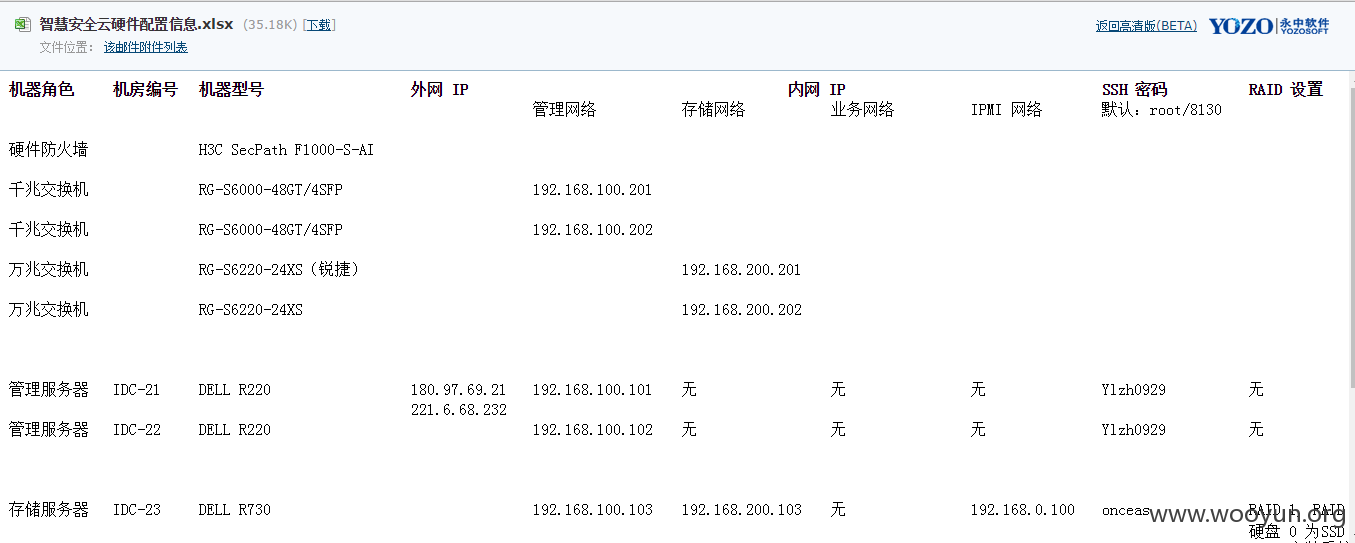 智慧安全云硬件配置信息.xlsx (35.18K) [下载]
文件位置： 该邮件附件列表
返回高清版(BETA) YOZO 永中软件 YOZOSOFT
机器角色 机房编号 机器型号 外网 IP 内网 IP SSH 密码 RAID 设置
管理网络 存储网络 业务网络 IPMI 网络 默认: root/8130
硬件防火墙 H3C SecPath F1000-S-AI
千兆交换机 RG-S6000-48GT/4SFP 192.168.100.201
千兆交换机 RG-S6000-48GT/4SFP 192.168.100.202
万兆交换机 RG-S6220-24XS（锐捷） 192.168.200.201
万兆交换机 RG-S6220-24XS 192.168.200.202
管理服务器 IDC-21 DELL R220 180.97.69.21 192.168.100.101 无 无 无 Ylzh0929 无
221.6.68.232
管理服务器 IDC-22 DELL R220 192.168.100.102 无 无 无 Ylzh0929 无
存储服务器 IDC-23 DELL R730 192.168.100.103 192.168.200.103 无 192.168.0.100 onceas RAID 1 RAID
www.wooyun.org
硬盘 0 为SSD